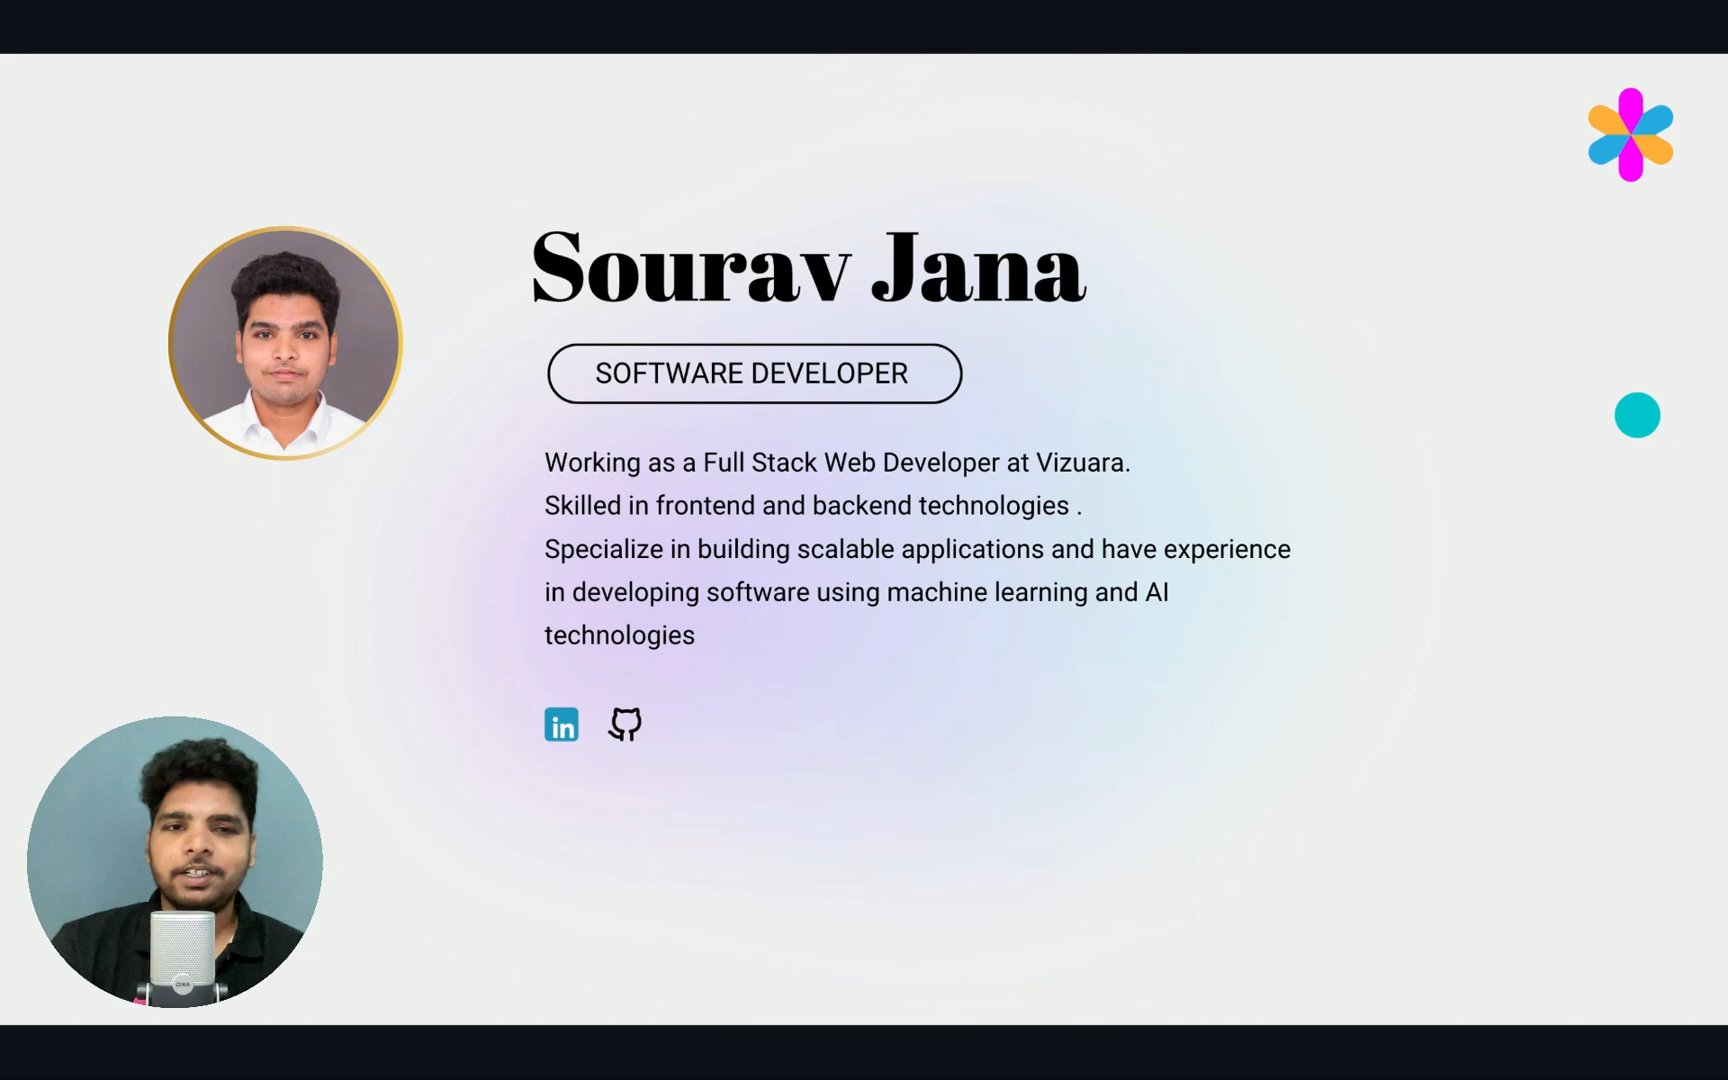 Sourav Jana
SOFTWARE DEVELOPER
Working as a Full Stack Web Developer at Vizuara.
Skilled in frontend and backend technologies .
Specialize in building scalable applications and have experience
in developing software using machine learning and AI
technologies
in